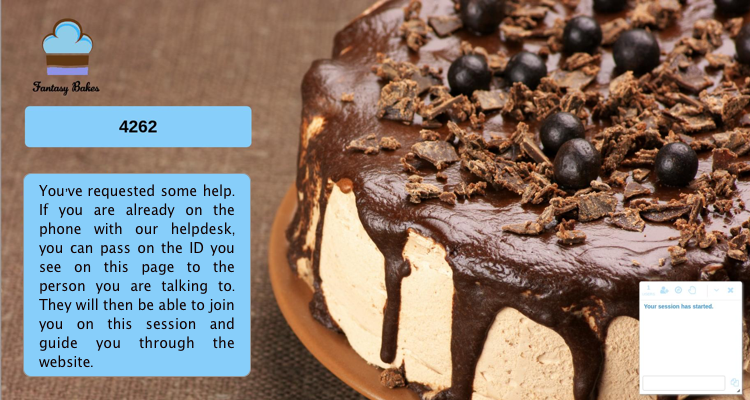 Fantasy Bakes
4262
You've requested some help.
If you are already on the
phone with our helpdesk,
you can pass on the ID you
see on this page to the
person you are talking to.
They will then be able to join
you on this session and
guide you through the
website.
Your session has started.